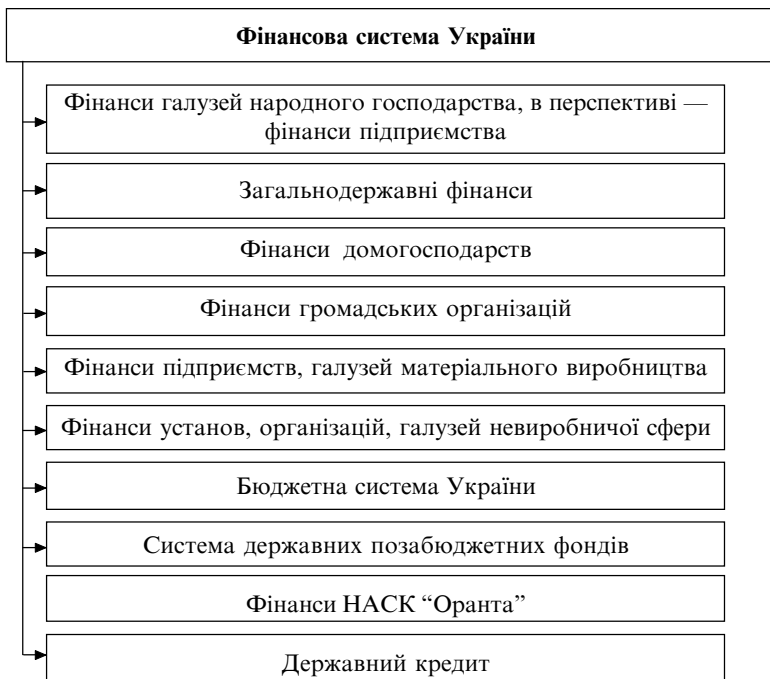 Фінансова система України
Фінанси галузей народного господарства, в перспективі —
фінанси підприємства
Загальнодержавні фінанси
Фінанси домогосподарств
Фінанси громадських організацій
Фінанси підприємств, галузей матеріального виробництва
Фінанси установ, організацій, галузей невиробничої сфери
Бюджетна система України
Система державних позабюджетних фондів
Фінанси НАСК “Оранта”
Державний кредит